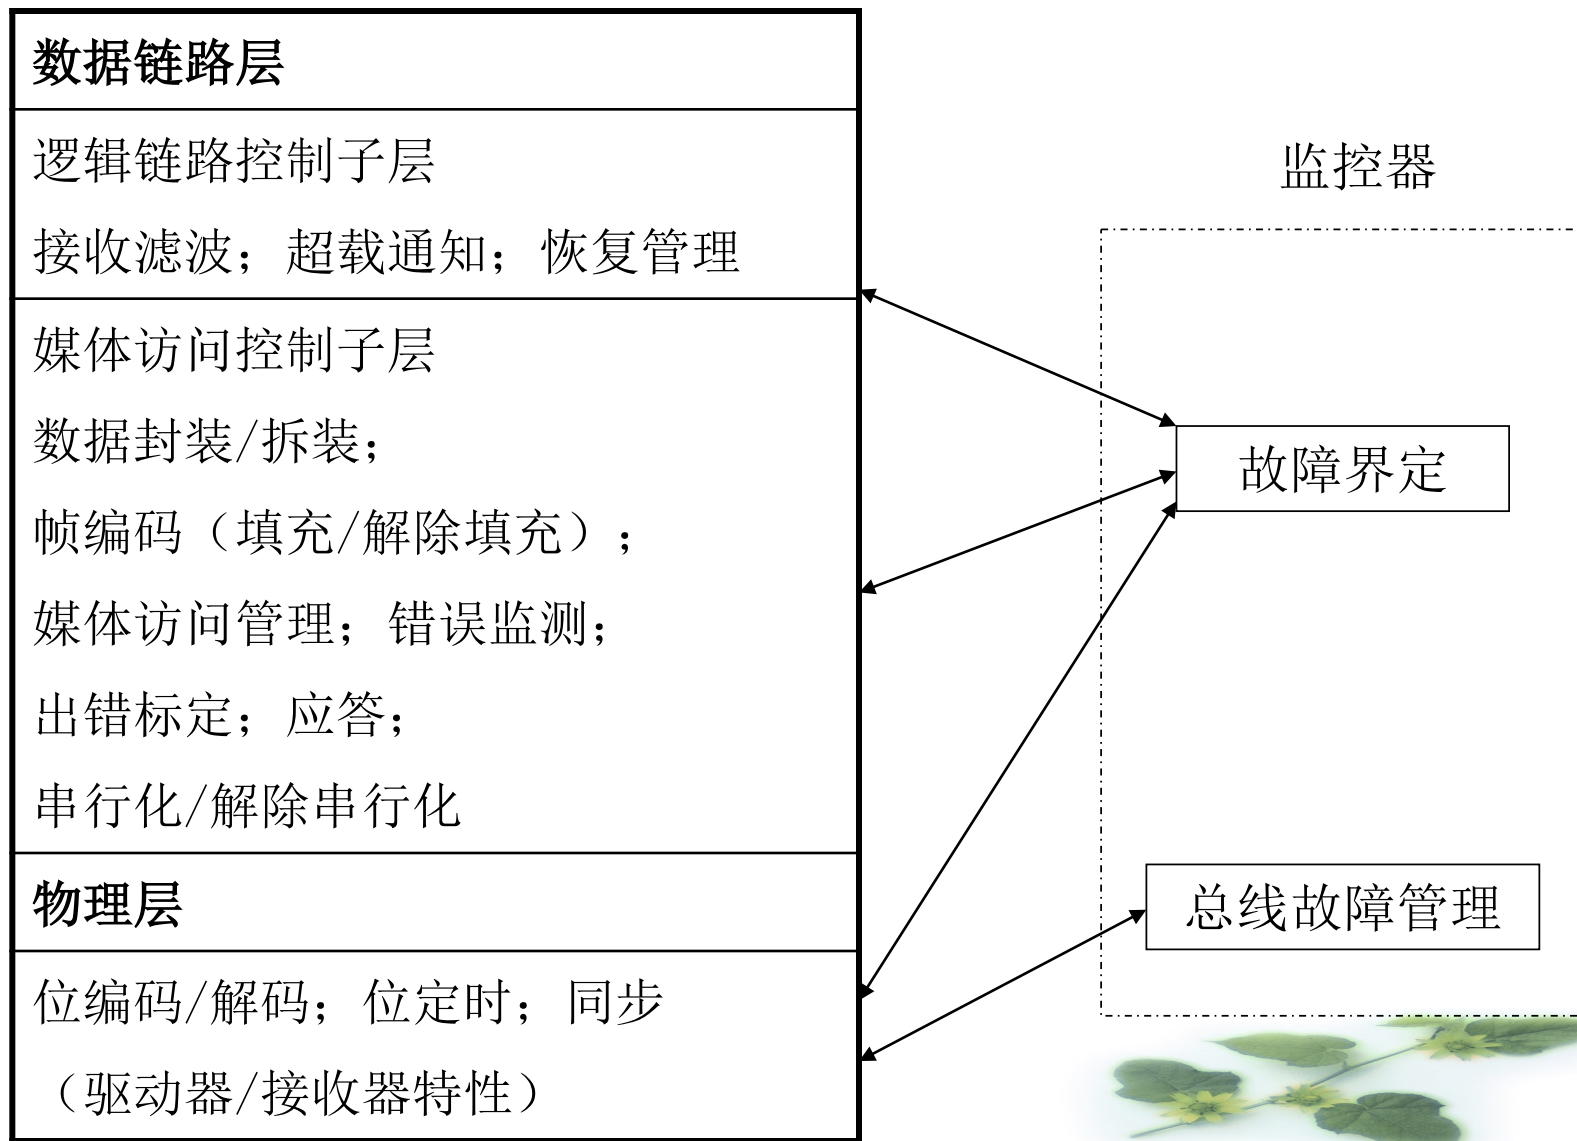 数据链路层
逻辑链路控制子层
接收滤波；超载通知；恢复管理
媒体访问控制子层
数据封装/拆装；
帧编码（填充/解除填充）；
媒体访问管理；错误监测；
出错标定；应答；
串行化/解除串行化
物理层
位编码/解码；位定时；同步
（驱动器/接收器特性）
监控器
故障界定
总线故障管理